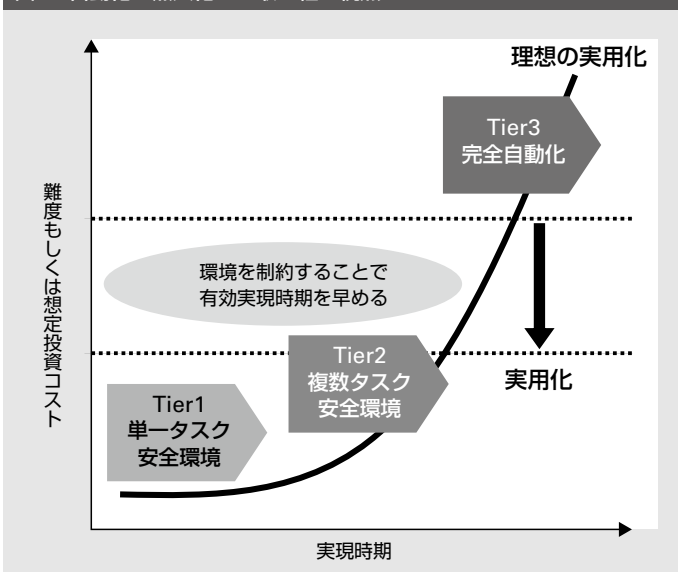 理想の実用化
Tier3
完全自動化
環境を制約することで
有効実現時期を早める
Tier2
複数タスク
安全環境
実用化
Tier1
単一タスク
安全環境
難度もしくは想定投資コスト
実現時期